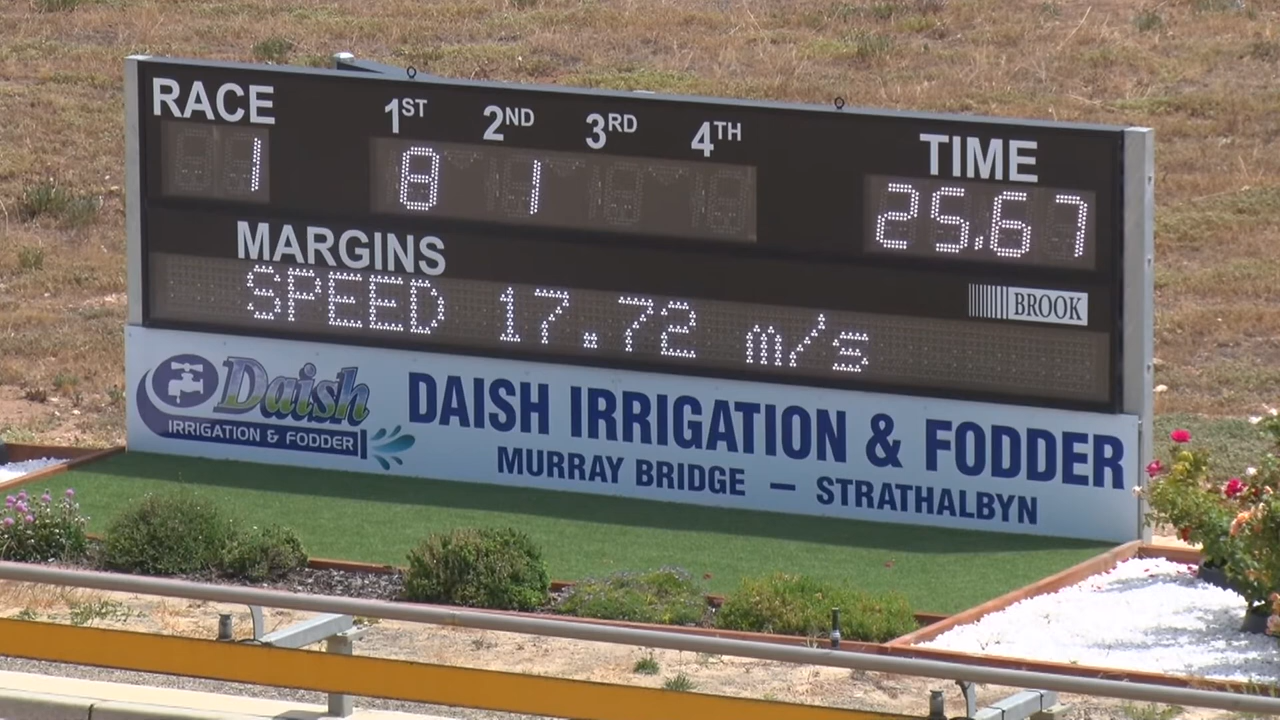 RACE 1ST 2ND 3RD 4TH TIME
1 8 1 25.67
MARGINS
SPEED 17.72 m/s
BROOK
Daish
IRRIGATION & FODDER
DAISH IRRIGATION & FODDER
MURRAY BRIDGE – STRATHALBYN